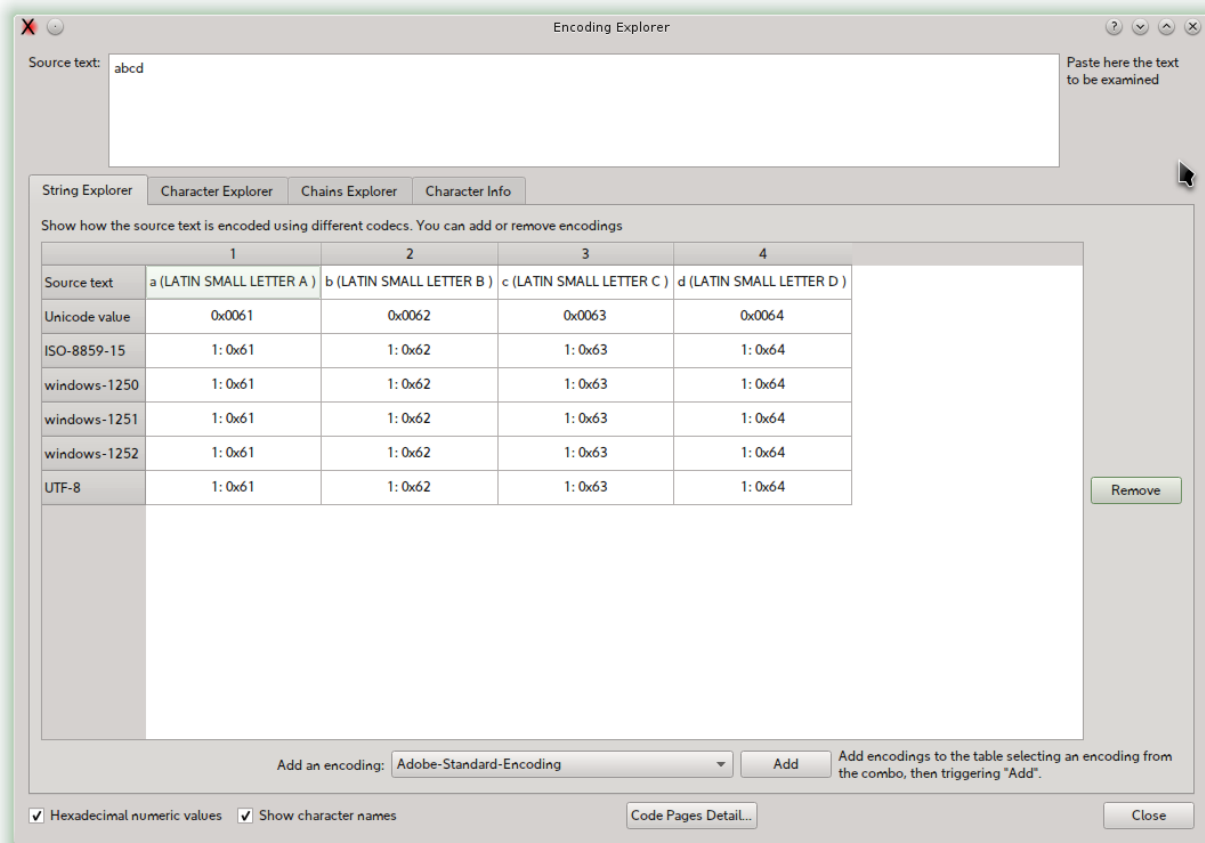 Encoding Explorer
Source text:
abcd
Paste here the text
to be examined
String Explorer
Character Explorer
Chains Explorer
Character Info
Show how the source text is encoded using different codecs. You can add or remove encodings
1 2 3 4
Source text a (LATIN SMALL LETTER A ) b (LATIN SMALL LETTER B ) c (LATIN SMALL LETTER C ) d (LATIN SMALL LETTER D )
Unicode value 0x0061 0x0062 0x0063 0x0064
ISO-8859-15 1: 0x61 1: 0x62 1: 0x63 1: 0x64
windows-1250 1: 0x61 1: 0x62 1: 0x63 1: 0x64
windows-1251 1: 0x61 1: 0x62 1: 0x63 1: 0x64
windows-1252 1: 0x61 1: 0x62 1: 0x63 1: 0x64
UTF-8 1: 0x61 1: 0x62 1: 0x63 1: 0x64
Remove
Add an encoding: Adobe-Standard-Encoding Add
Add encodings to the table selecting an encoding from
the combo, then triggering "Add".
Hexadecimal numeric values Show character names Code Pages Detail... Close